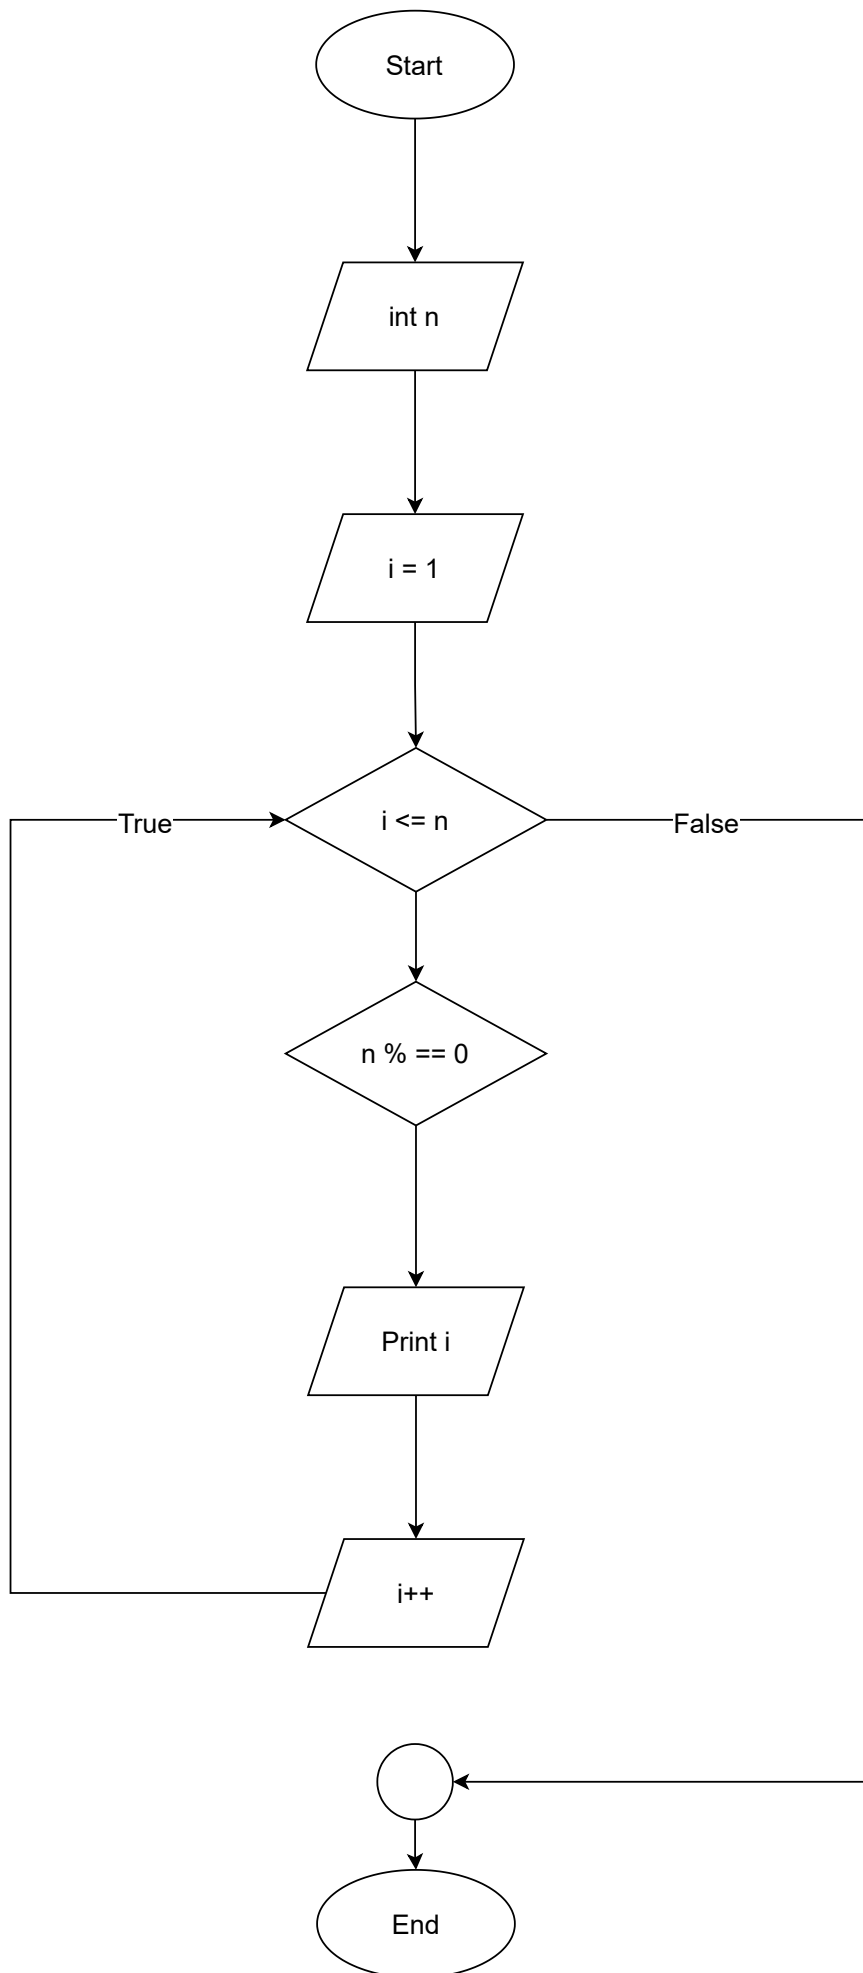 Start
int n
i = 1
True
i <= n
False
n % == 0
Print i
i++
End